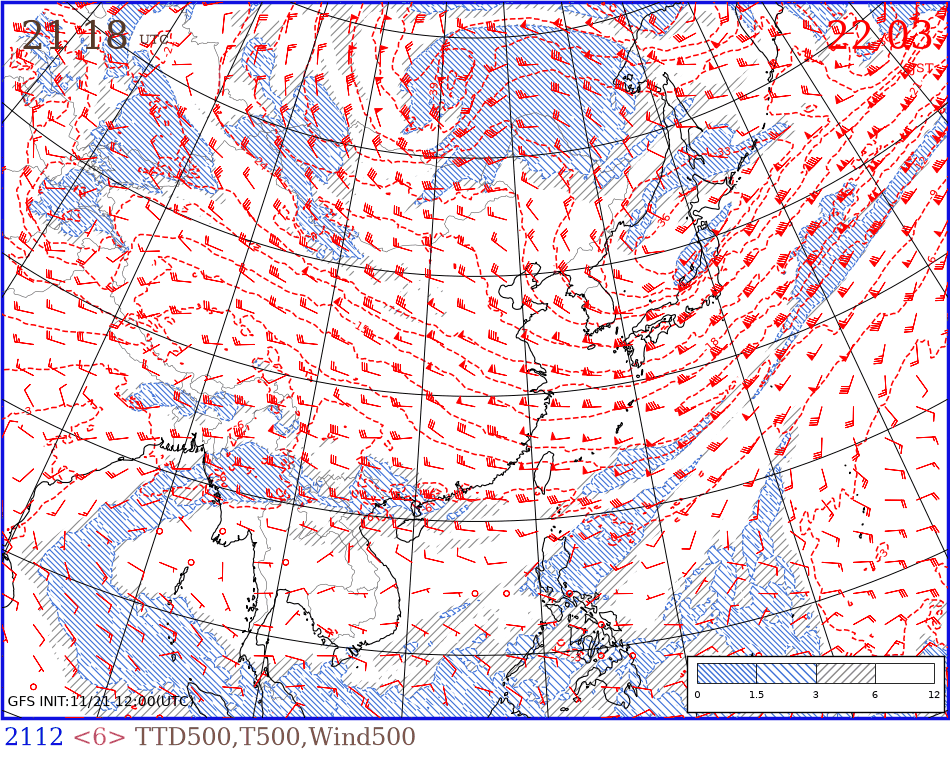 21 18 UTC
22 03 JST
GFS INIT:11/21 12:00(UTC)
0 1.5 3 6 12
2112 <6> TTD500,T500,Wind500